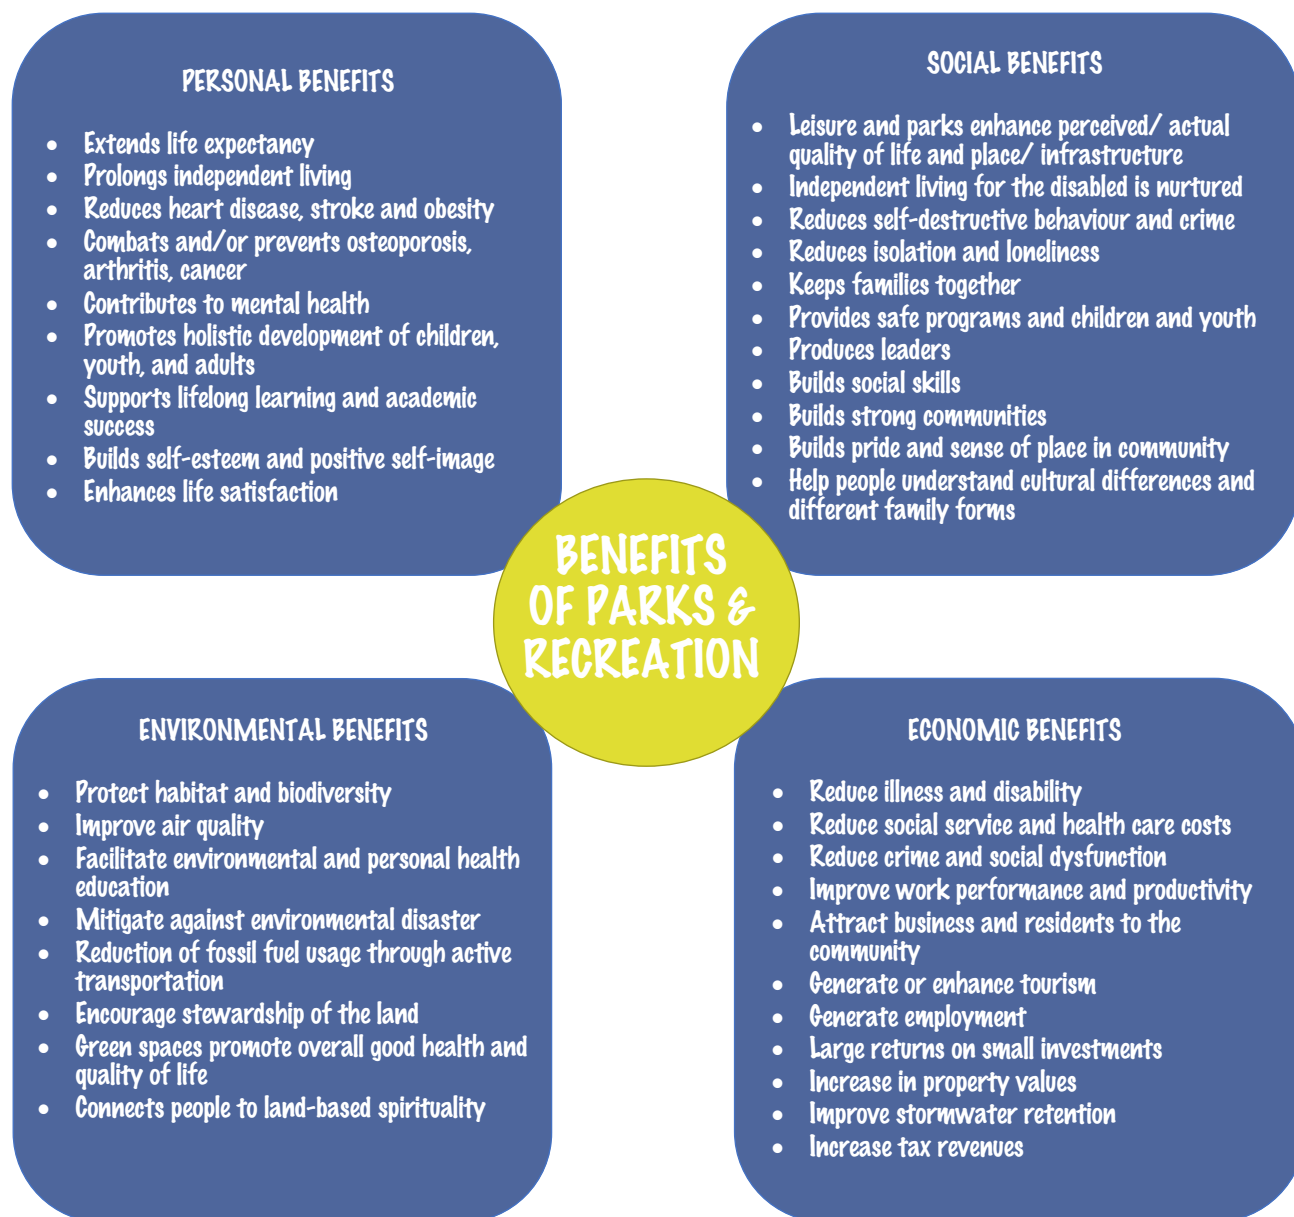 PERSONAL BENEFITS
• Extends life expectancy
• Prolongs independent living
• Reduces heart disease, stroke and obesity
• Combats and/or prevents osteoporosis,
arthritis, cancer
• Contributes to mental health
• Promotes holistic development of children,
youth, and adults
• Supports lifelong learning and academic
success
• Builds self-esteem and positive self-image
• Enhances life satisfaction
SOCIAL BENEFITS
• Leisure and parks enhance perceived/ actual
quality of life and place/ infrastructure
• Independent living for the disabled is nurtured
• Reduces self-destructive behaviour and crime
• Reduces isolation and loneliness
• Keeps families together
• Provides safe programs and children and youth
• Produces leaders
• Builds social skills
• Builds strong communities
• Builds pride and sense of place in community
• Help people understand cultural differences and
different family forms
BENEFITS
OF PARKS &
RECREATION
ENVIRONMENTAL BENEFITS
• Protect habitat and biodiversity
• Improve air quality
• Facilitate environmental and personal health
education
• Mitigate against environmental disaster
• Reduction of fossil fuel usage through active
transportation
• Encourage stewardship of the land
• Green spaces promote overall good health and
quality of life
• Connects people to land-based spirituality
ECONOMIC BENEFITS
• Reduce illness and disability
• Reduce social service and health care costs
• Reduce crime and social dysfunction
• Improve work performance and productivity
• Attract business and residents to the
community
• Generate or enhance tourism
• Generate employment
• Large returns on small investments
• Increase in property values
• Improve stormwater retention
• Increase tax revenues